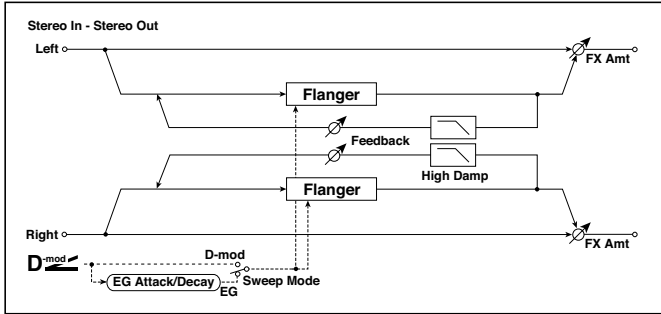 Stereo In - Stereo Out
Left
FX Amt
Flanger
Feedback
High Damp
Flanger
Right
FX Amt
D-mod
D-mod
EG Attack/Decay
EG
Sweep Mode